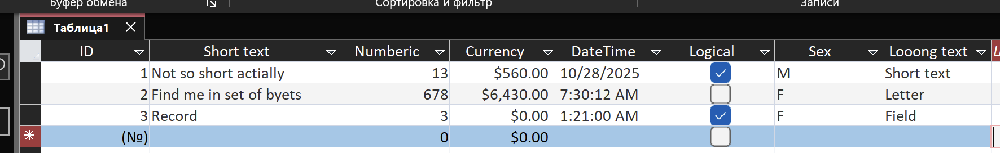 Буфер обмена Сортировка и фильтр Записи
Таблица1
ID Short text Numberic Currency DateTime Logical Sex Looong text
1 Not so short actially 13 $560.00 10/28/2025 M Short text
2 Find me in set of byets 678 $6,430.00 7:30:12 AM F Letter
3 Record 3 $0.00 1:21:00 AM F Field
(№) 0 $0.00